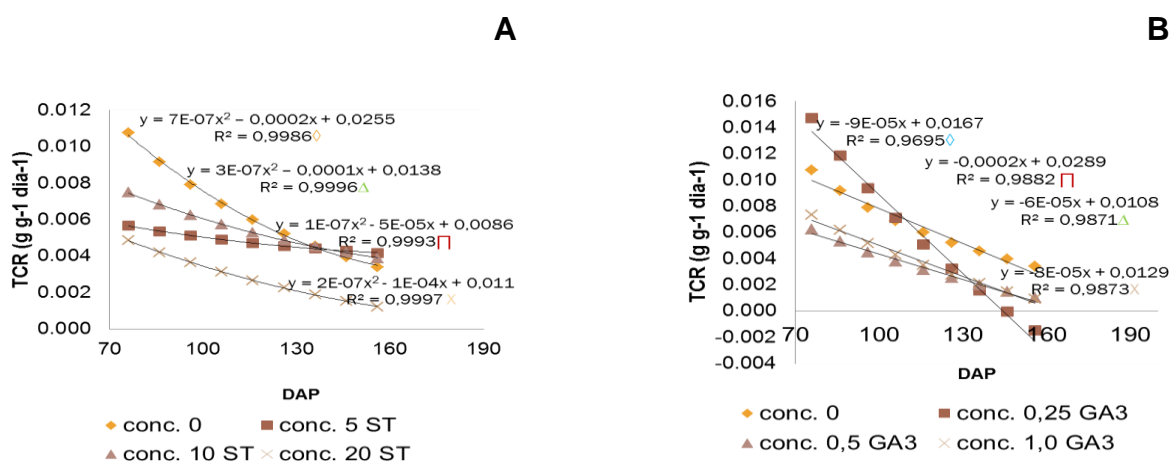 A
TCR (g g-1 dia-1)
0.012
0.010
0.008
0.006
0.004
0.002
0.000
y = 7E-07x² – 0,0002x + 0,0255
R² = 0,9986◊
y = 3E-07x² – 0,0001x + 0,0138
R² = 0,9996Δ
y = 1E-07x² - 5E-05x + 0,0086
R² = 0,9993∏
y = 2E-07x² - 1E-04x + 0,011
R² = 0,9997 ×
70 100 130 160 190
DAP
conc. 0 conc. 5 ST
conc. 10 ST conc. 20 ST
B
TCR (g g-1 dia-1)
0.016
0.014
0.012
0.010
0.008
0.006
0.004
0.002
0.000
-0.002
-0.004
y = -9E-05x + 0,0167
R² = 0,9695◊
y = -0,0002x + 0,0289
R² = 0,9882 ∏
y = -6E-05x + 0,0108
R² = 0,9871Δ
y = -8E-05x + 0,0129
R² = 0,9873×
70 100 130 160 190
DAP
conc. 0 conc. 0,25 GA3
conc. 0,5 GA3 conc. 1,0 GA3